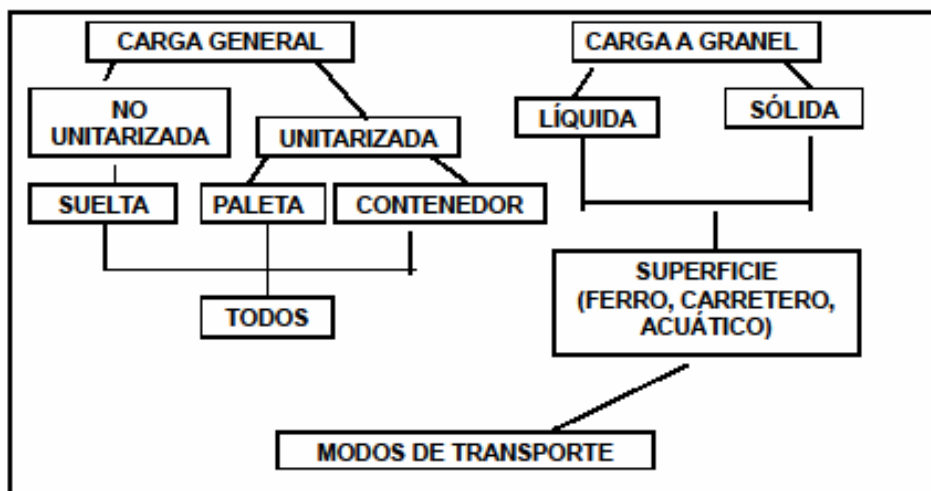 CARGA GENERAL
CARGA A GRANEL
NO
UNITARIZADA
UNITARIZADA
LÍQUIDA
SÓLIDA
SUELTA
PALETA
CONTENEDOR
TODOS
SUPERFICIE
(FERRO, CARRETERO,
ACUÁTICO)
MODOS DE TRANSPORTE